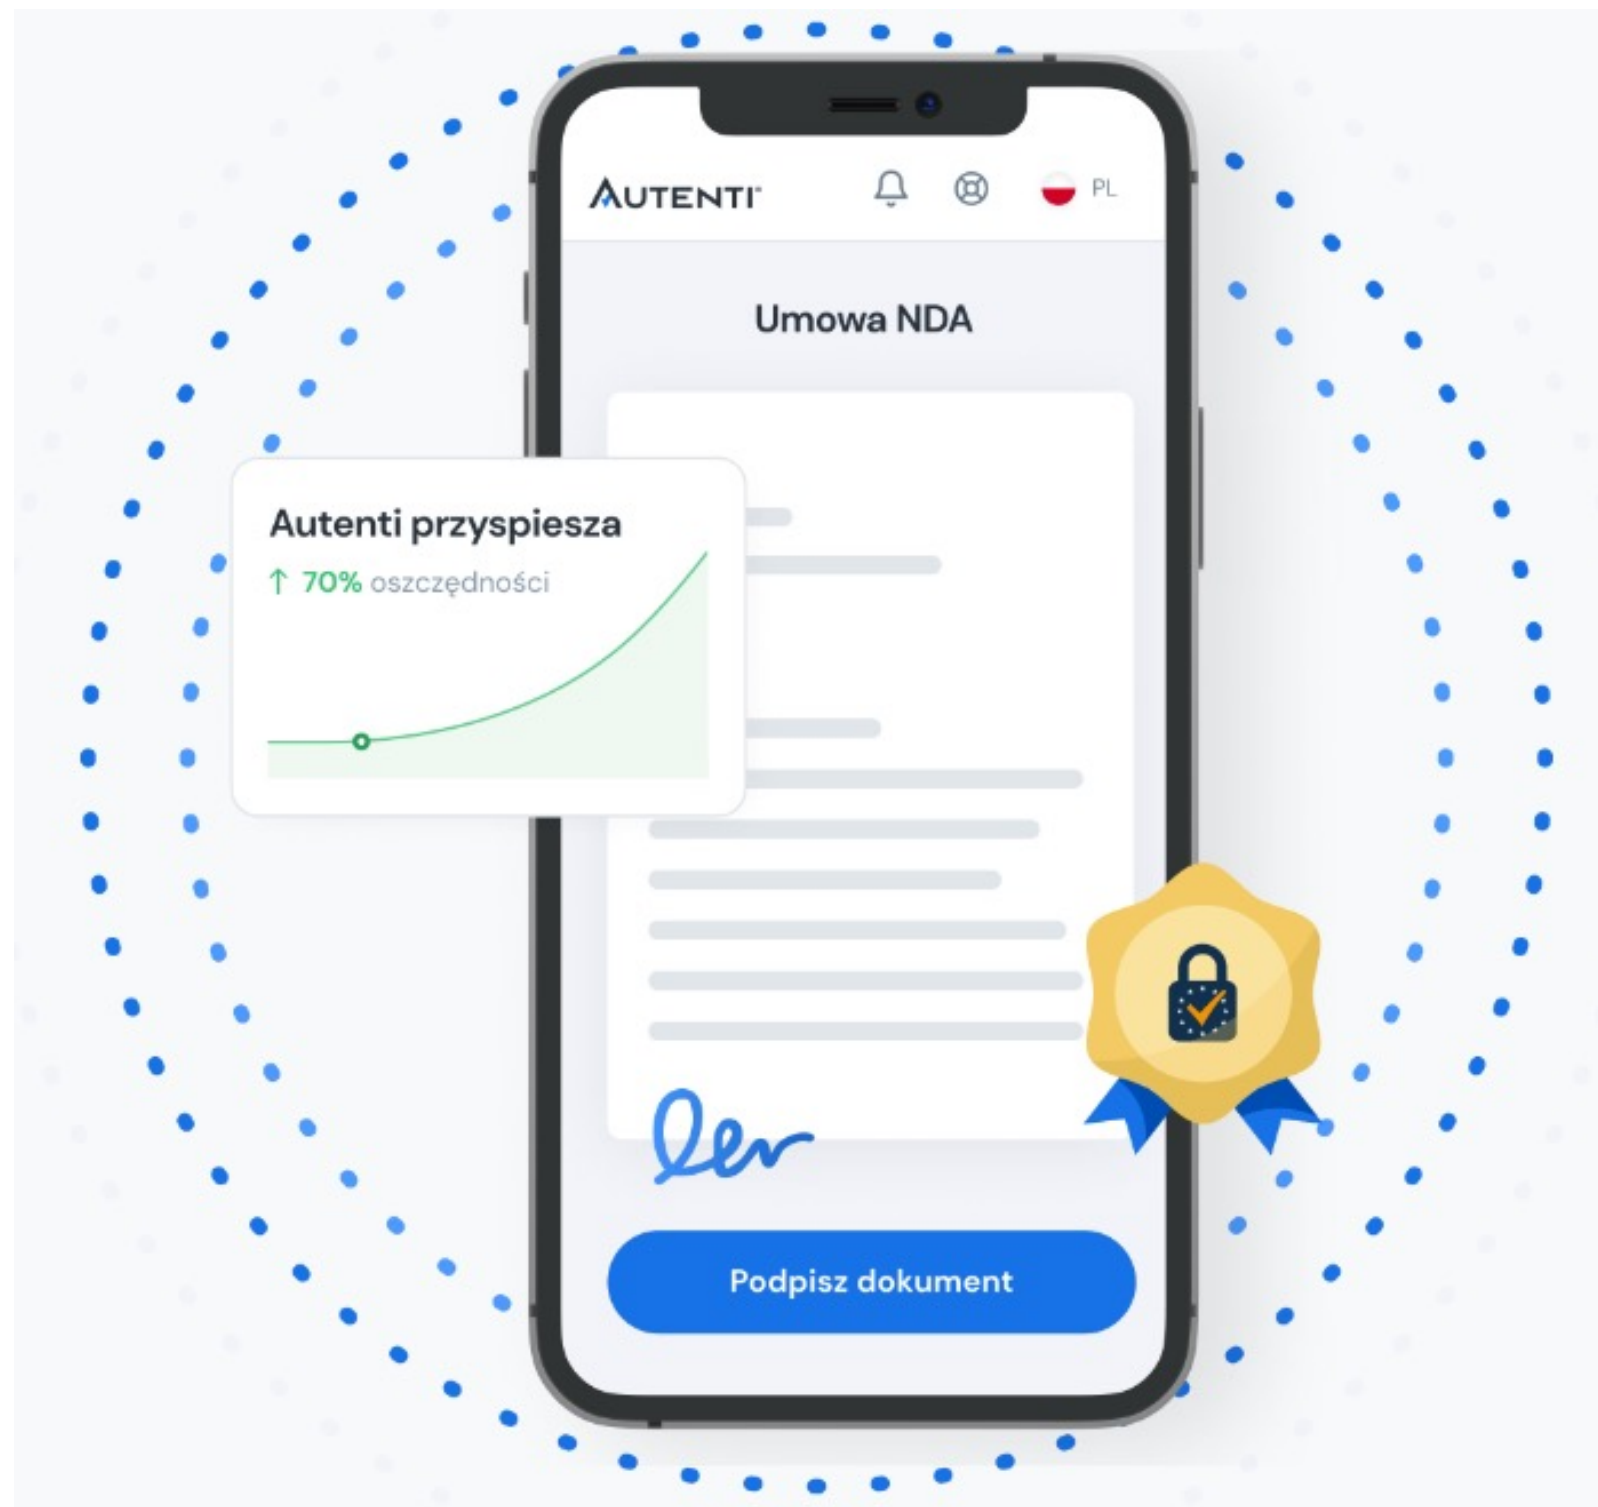 AUTENTI
PL
Umowa NDA
Autenti przyspiesza
↑ 70% oszczędności
Podpisz dokument